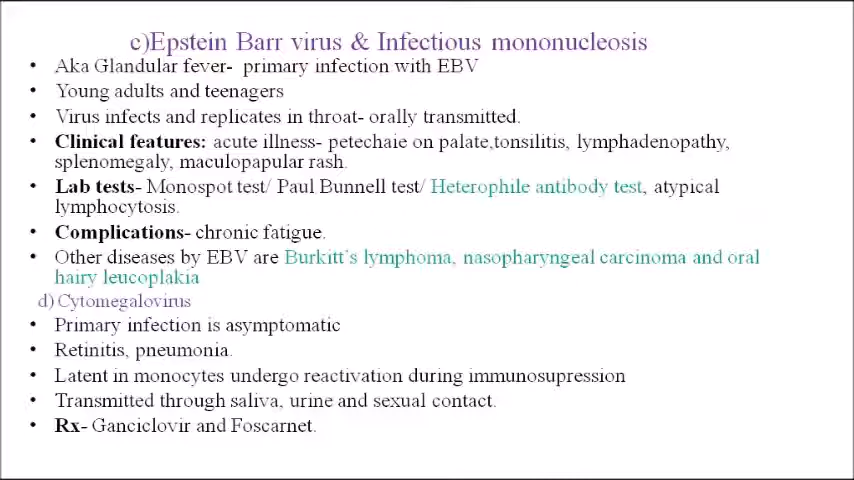 c)Epstein Barr virus & Infectious mononucleosis
• Aka Glandular fever- primary infection with EBV
• Young adults and teenagers
• Virus infects and replicates in throat- orally transmitted.
• Clinical features: acute illness- petechaie on palate,tonsilitis, lymphadenopathy,
splenomegaly, maculopapular rash.
• Lab tests- Monospot test/ Paul Bunnell test/ Heterophile antibody test, atypical
lymphocytosis.
• Complications- chronic fatigue.
• Other diseases by EBV are Burkitt's lymphoma, nasopharyngeal carcinoma and oral
hairy leucoplakia
d) Cytomegalovirus
• Primary infection is asymptomatic
• Retinitis, pneumonia.
• Latent in monocytes undergo reactivation during immunosupression
• Transmitted through saliva, urine and sexual contact.
• Rx- Ganciclovir and Foscarnet.